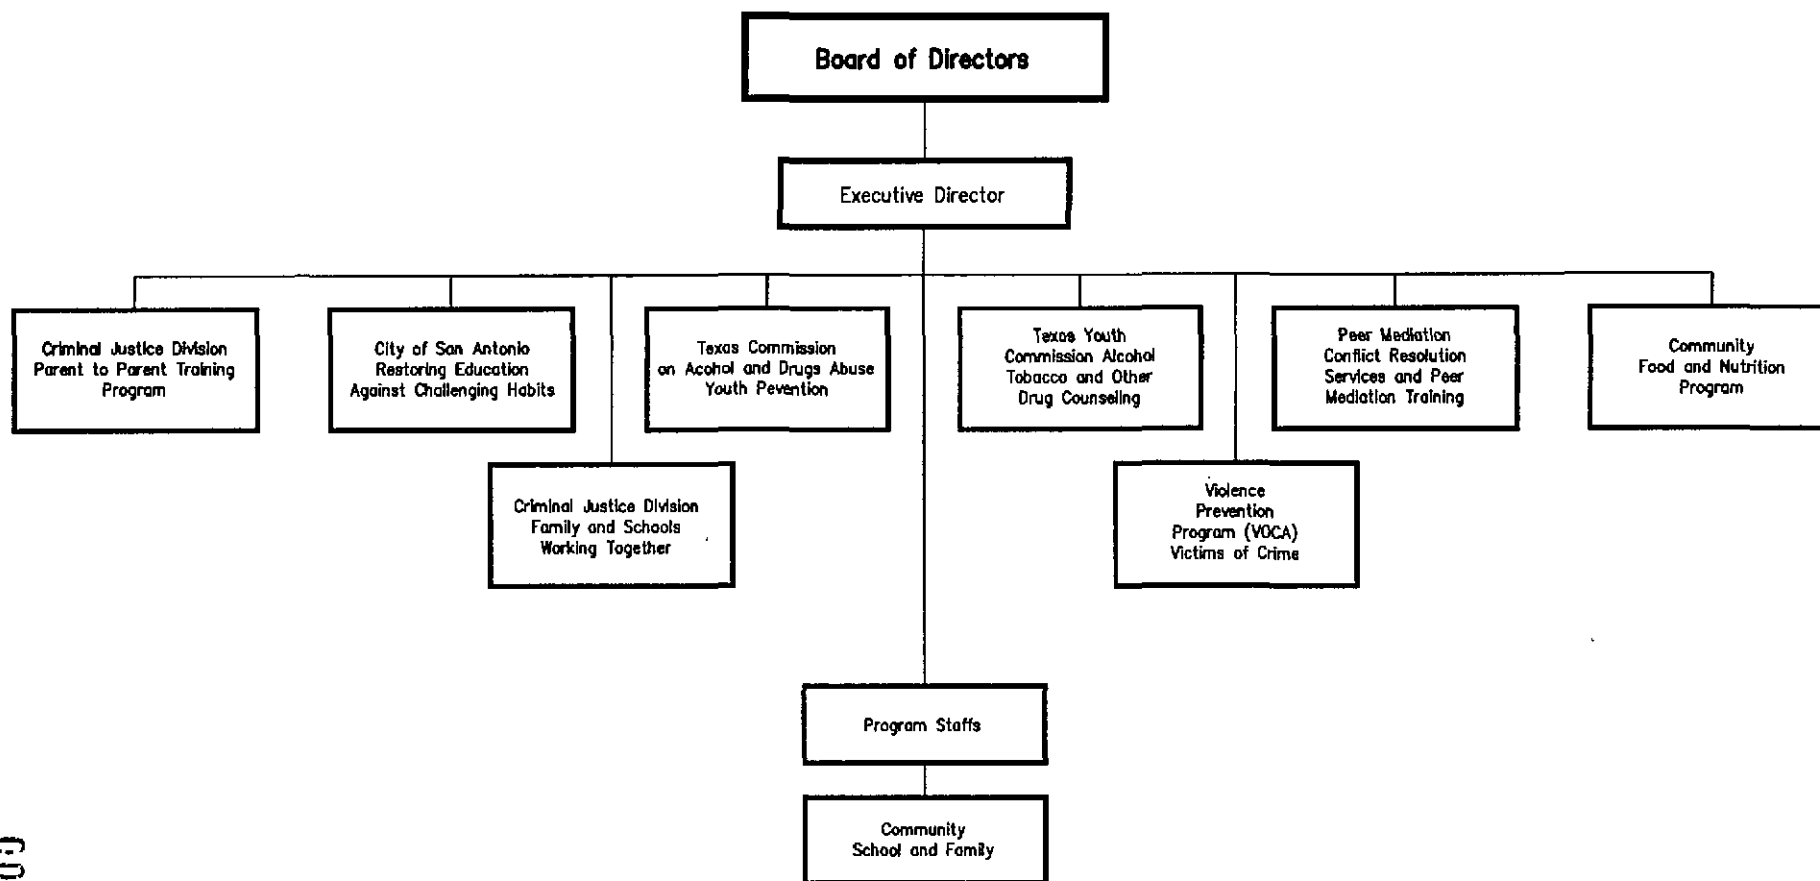 Board of Directors
Executive Director
Criminal Justice Division
Parent to Parent Training
Program
City of San Antonio
Restoring Education
Against Challenging Habits
Texas Commission
on Acohol and Drugs Abuse
Youth Pevention
Texas Youth
Commission Alcohol
Tobacco and Other
Drug Counseling
Peer Mediation
Conflict Resolution
Services and Peer
Mediation Training
Community
Food and Nutrition
Program
Criminal Justice Division
Family and Schools
Working Together
Violence
Prevention
Program (VOCA)
Victims of Crime
Program Staffs
Community
School and Family